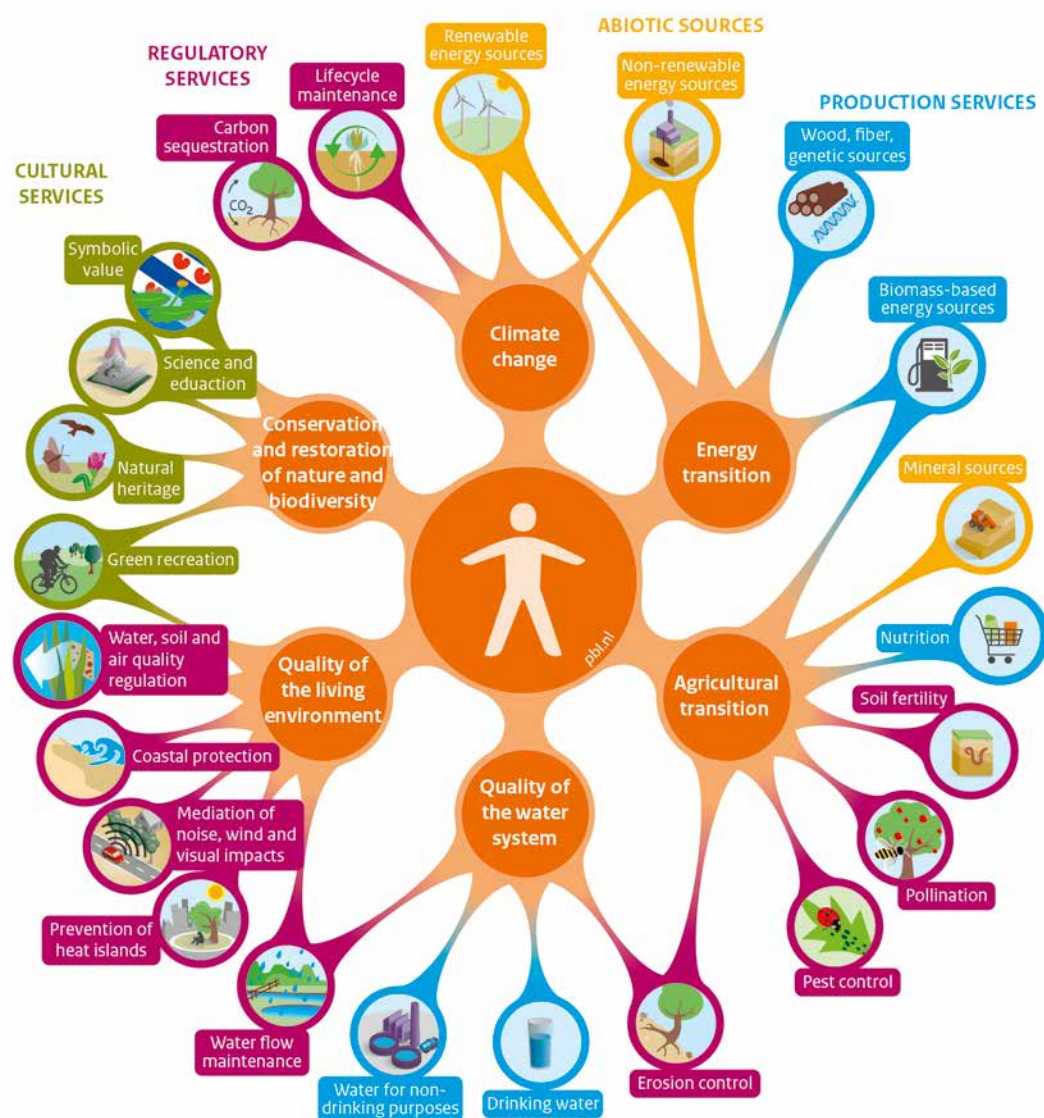 ABIOTIC SOURCES
REGULATORY
SERVICES
Renewable
energy sources
Non-renewable
energy sources
Lifecycle
maintenance
PRODUCTION SERVICES
Carbon
sequestration
Wood, fiber,
genetic sources
CULTURAL
SERVICES
CO2
Symbolic
value
Biomass-based
energy sources
Climate
change
Science and
eduaction
Conservation
and restoration
of nature and
biodiversity
Energy
transition
Natural
heritage
Mineral sources
Green recreation
Water, soil and
air quality
regulation
Nutrition
pbl.nl
Quality of
the living
environment
Agricultural
transition
Soil fertility
Coastal protection
Quality of
the water
system
Mediation of
noise, wind and
visual impacts
Pollination
Prevention of
heat islands
Pest control
Water flow
maintenance
Water for non-
drinking purposes
Drinking water
Erosion control